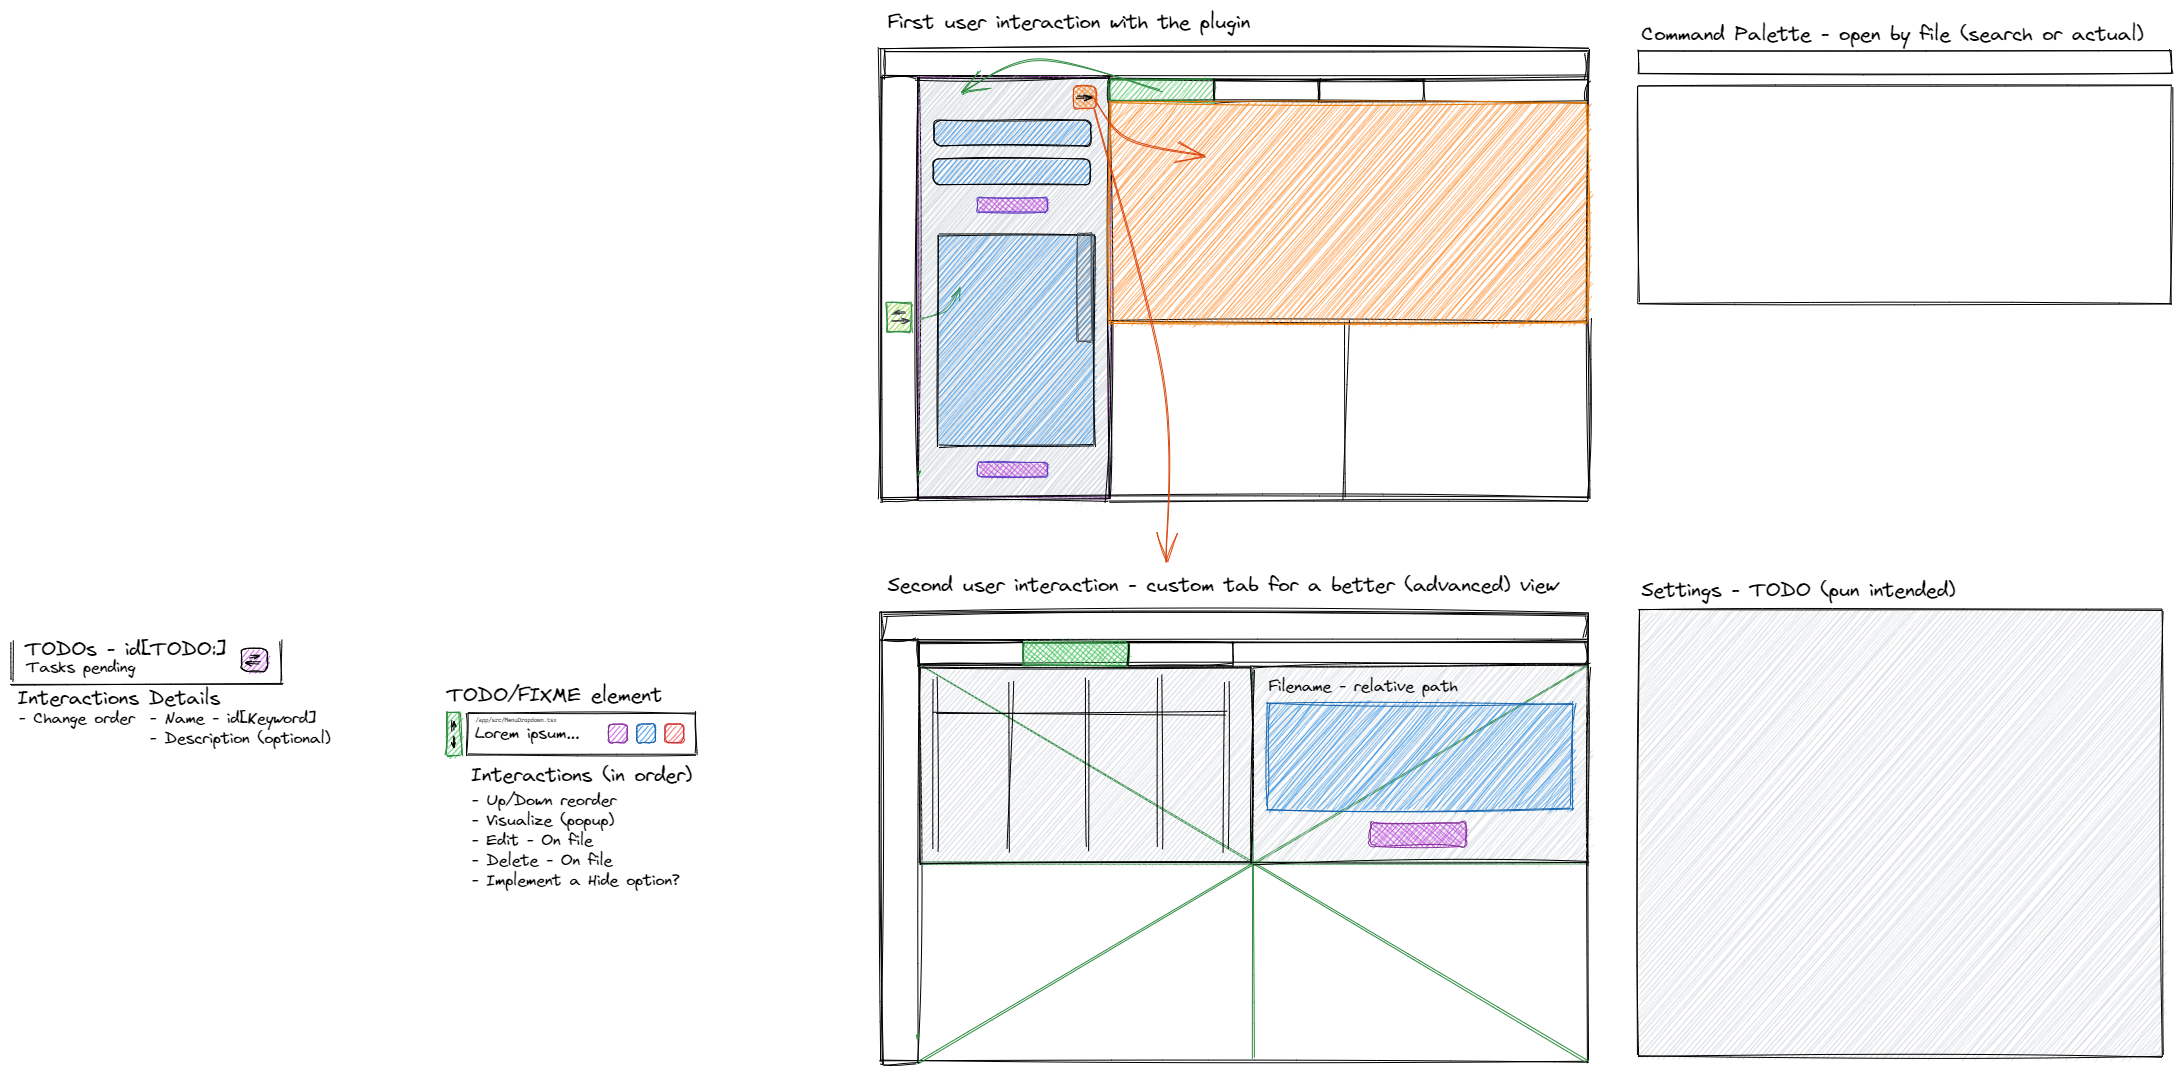 First user interaction with the plugin
Command Palette - open by file (search or actual)
Second user interaction - custom tab for a better (advanced) view
Filename - relative path
Settings - TODO (pun intended)
TODOs - id[TODO:]
Tasks pending
Interactions
- Change order
Details
- Name - id[Keyword]
- Description (optional)
TODO/FIXME element
/app/src/MenuDropdown.tsx
Lorem ipsum...
Interactions (in order)
- Up/Down reorder
- Visualize (popup)
- Edit - On file
- Delete - On file
- Implement a Hide option?